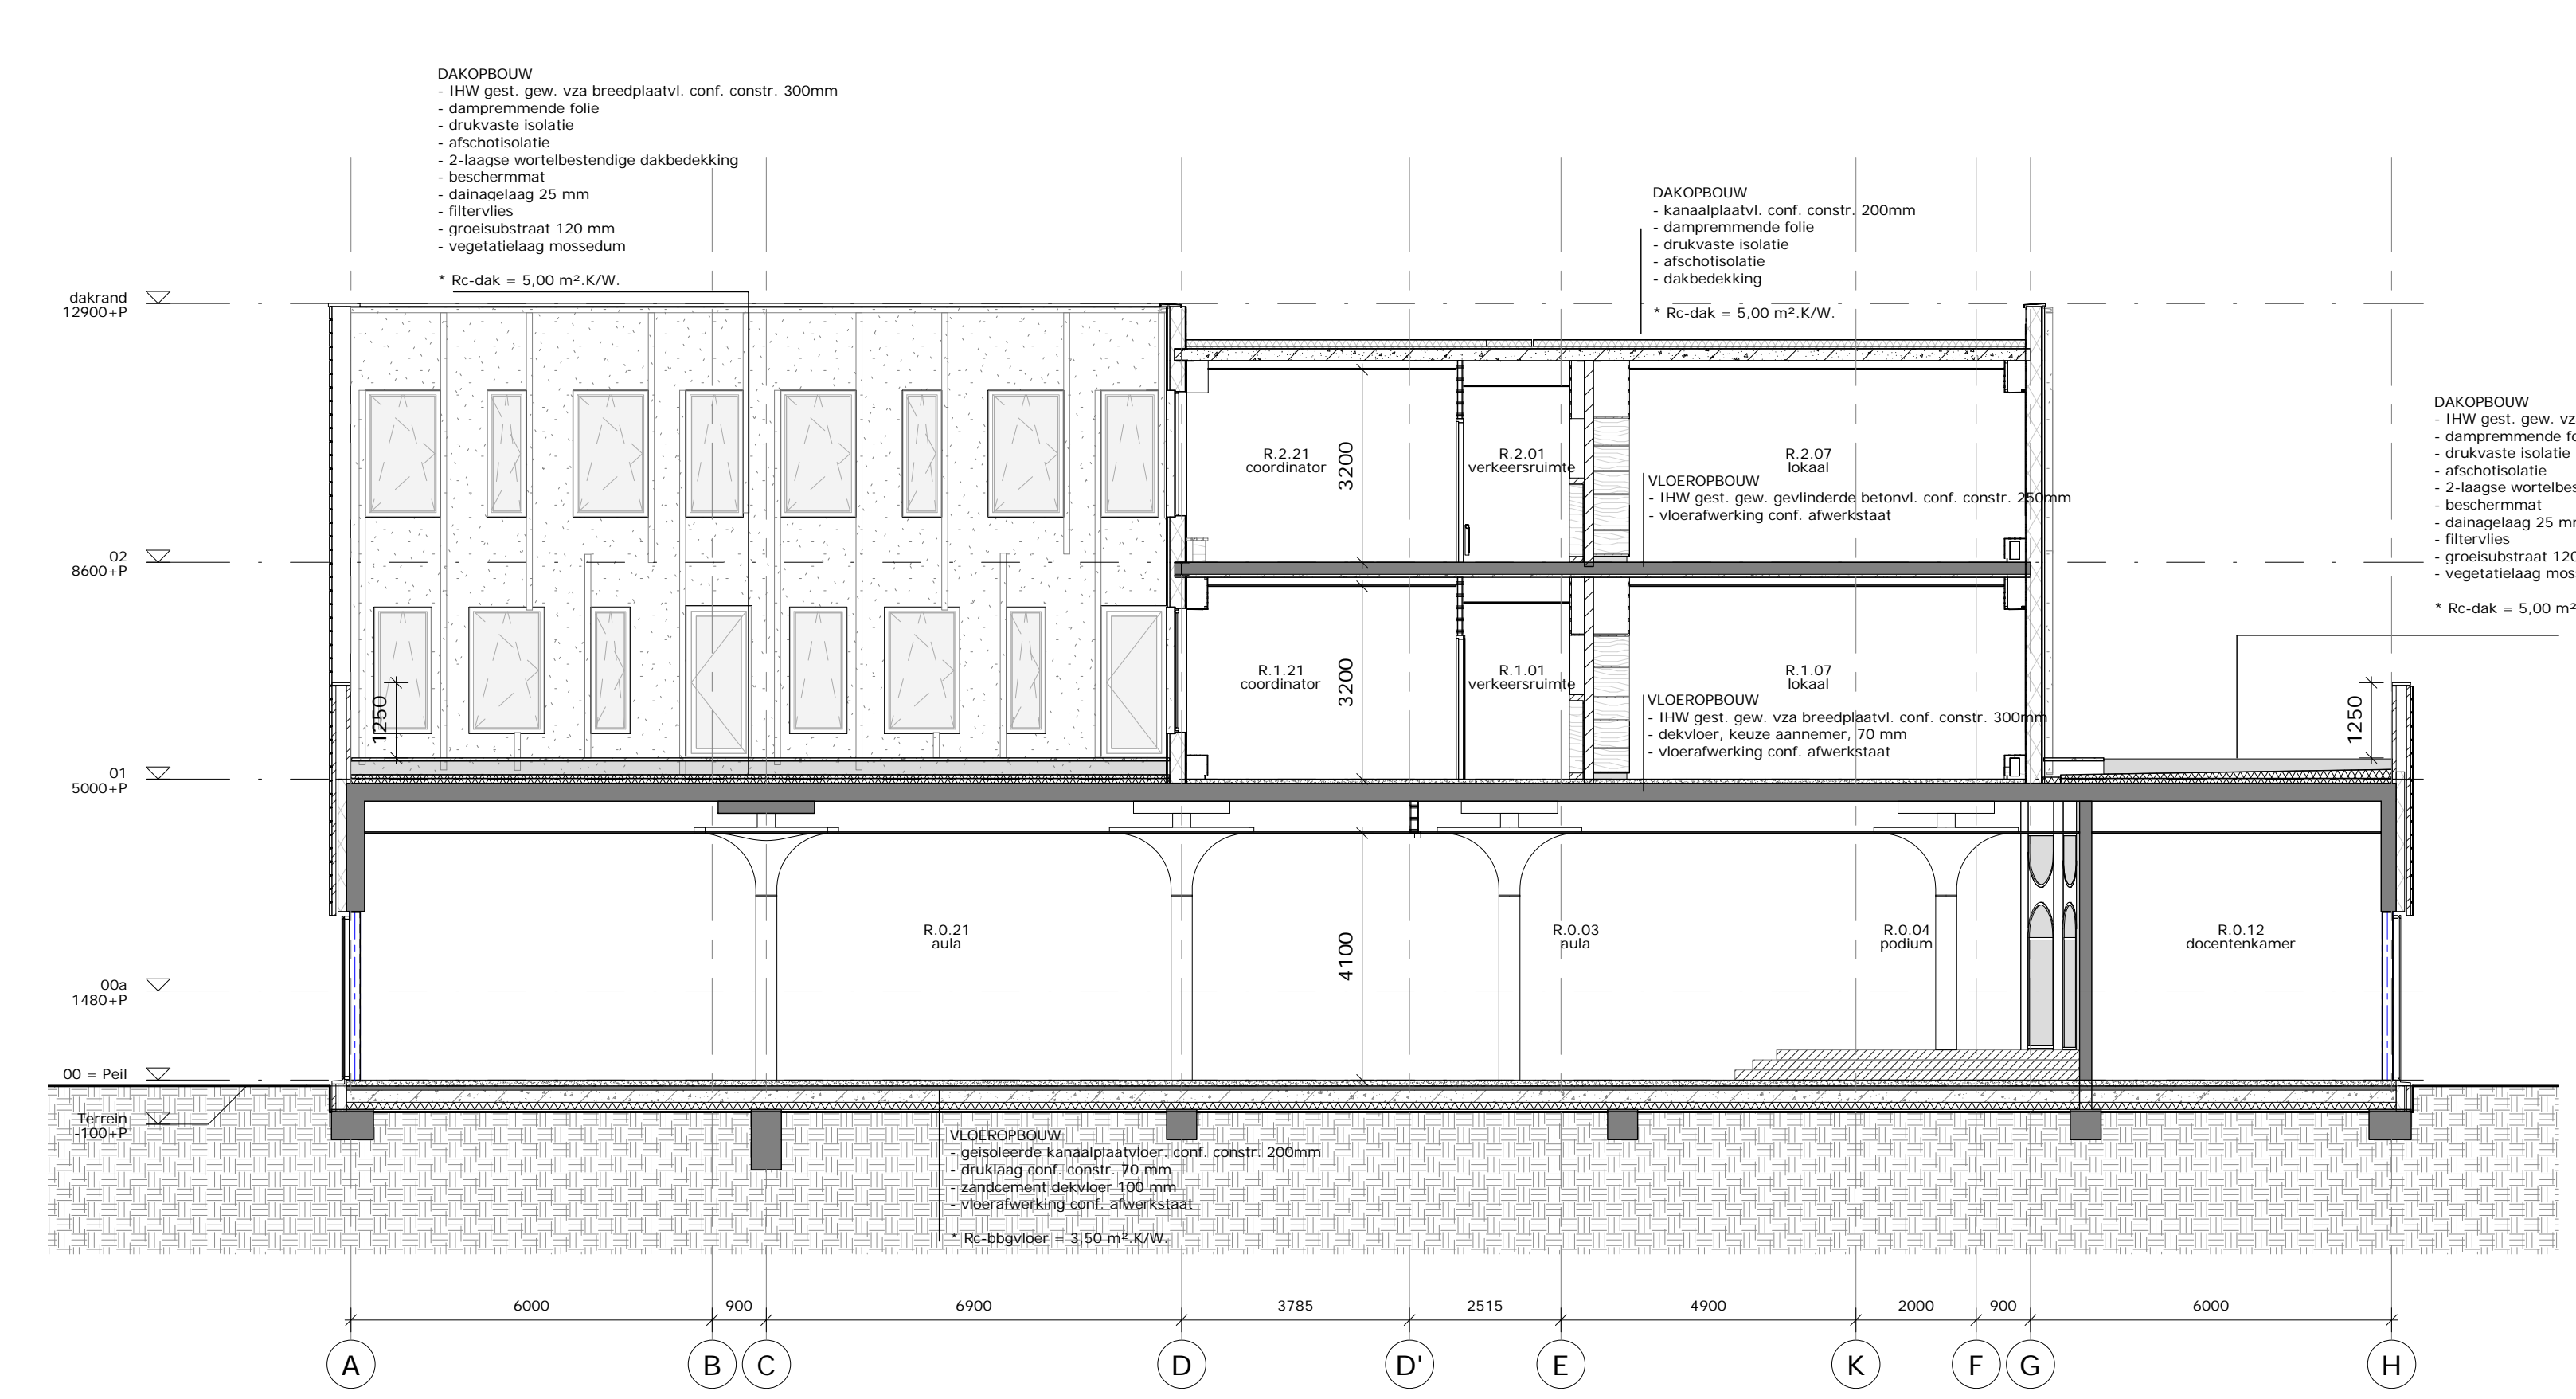 DAKOPBOUW
- IHW gest. gew. vza breedplaatvl. conf. constr. 300mm
- dampremmende folie
- drukvaste isolatie
- afschotisolatie
- 2-laagse wortelbestendige dakbedekking
- beschermmat
- dainagelaag 25 mm
- filtervlies
- groeisubstraat 120 mm
- vegetatielaag mossedum
* Rc-dak = 5,00 m².K/W.
DAKOPBOUW
- kanaalplaatvl. conf. constr. 200mm
- dampremmende folie
- drukvaste isolatie
- afschotisolatie
- dakbedekking
* Rc-dak = 5,00 m².K/W.
DAKOPBOUW
- IHW gest. gew. vz
- dampremmende fo
- drukvaste isolatie
- afschotisolatie
- 2-laagse wortelbes
- beschermmat
- dainagelaag 25 mm
- filtervlies
- groeisubstraat 120
- vegetatielaag mos
* Rc-dak = 5,00 m²
dakrand
12900+P
02
8600+P
01
5000+P
00a
1480+P
00 = Peil
Terrein
-100+P
R.2.21
coordinator
3200
R.2.01
verkeersruimte
R.2.07
lokaal
VLOEROPBOUW
- IHW gest. gew. gevlinderde betonvl. conf. constr. 250mm
- vloerafwerking conf. afwerkstaat
R.1.21
coordinator
3200
R.1.01
verkeersruimte
R.1.07
lokaal
VLOEROPBOUW
- IHW gest. gew. vza breedplaatvl. conf. constr. 300mm
- dekvloer, keuze aannemer, 70 mm
- vloerafwerking conf. afwerkstaat
1250
1250
R.0.21
aula
4100
R.0.03
aula
R.0.04
podium
R.0.12
docentenkamer
VLOEROPBOUW
- geisoleerde kanaalplaatvloer. conf. constr. 200mm
- druklaag conf. constr. 70 mm
- zandcement dekvloer 100 mm
- vloerafwerking conf. afwerkstaat
* Rc-bbgvloer = 3,50 m².K/W.
6000 900 6900 3785 2515 4900 2000 900 6000
A B C D D' E K F G H